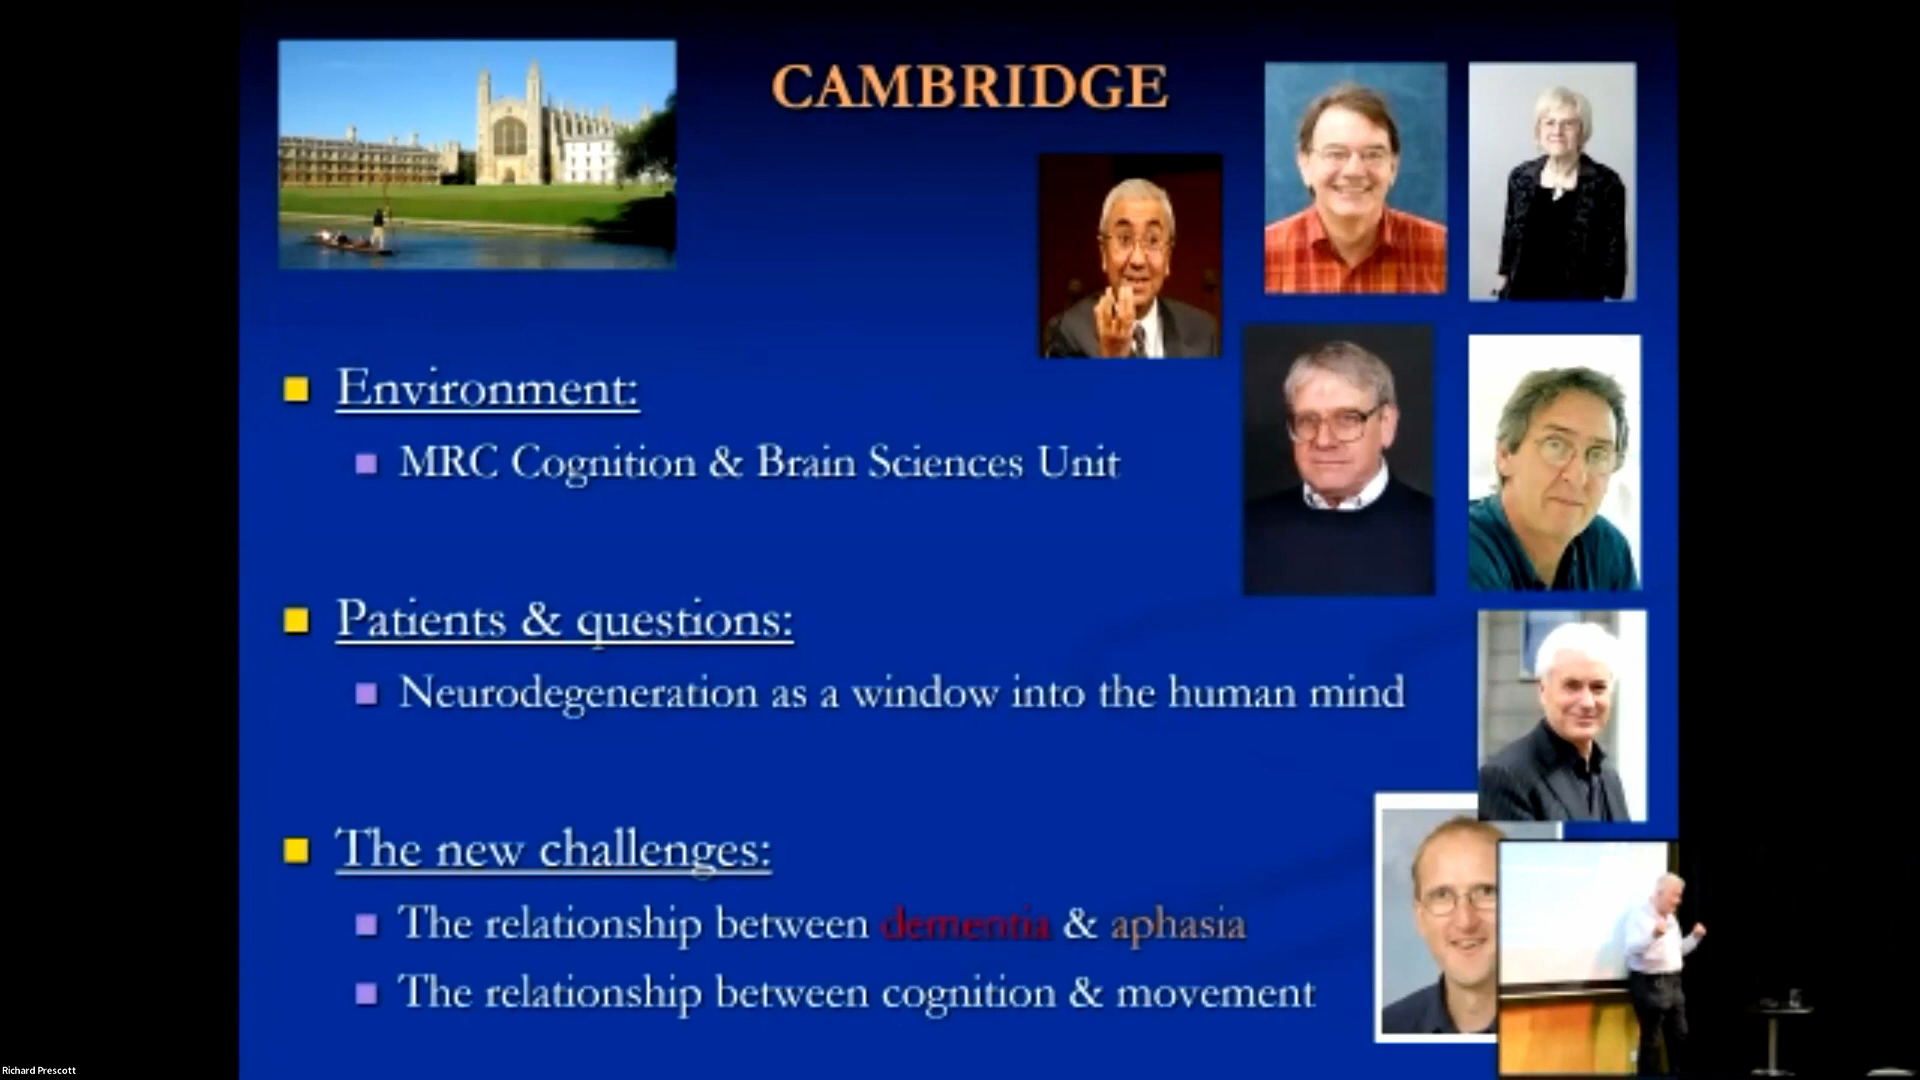 CAMBRIDGE
Environment:
MRC Cognition & Brain Sciences Unit
Patients & questions:
Neurodegeneration as a window into the human mind
The new challenges:
The relationship between dementia & aphasia
The relationship between cognition & movement
Richard Prescott